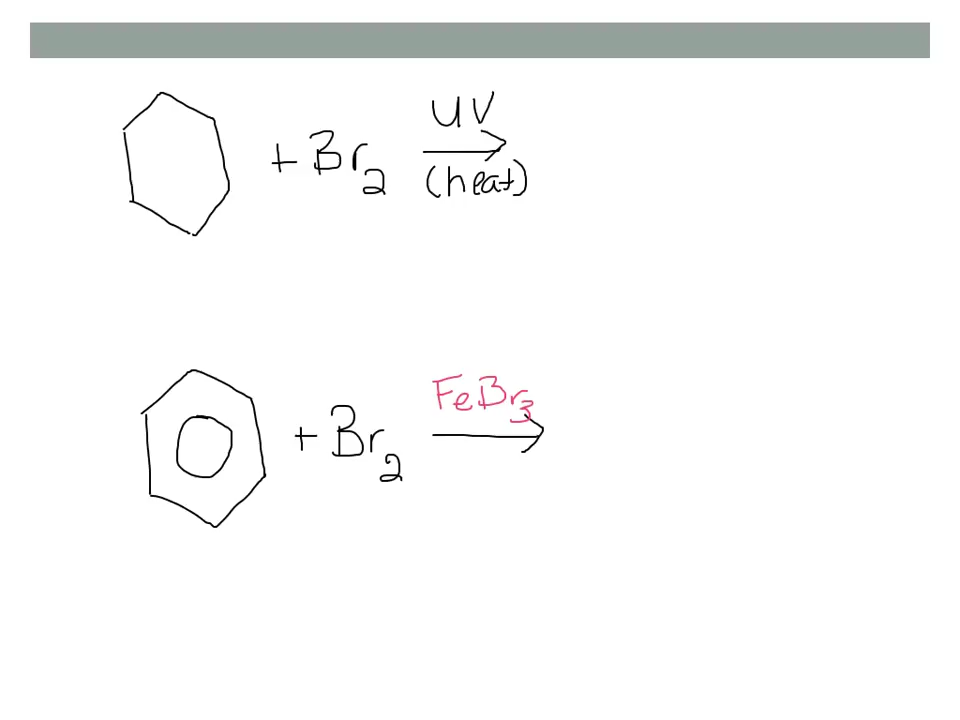 UV
+ Br2
(heat)
FeBr3
+ Br2